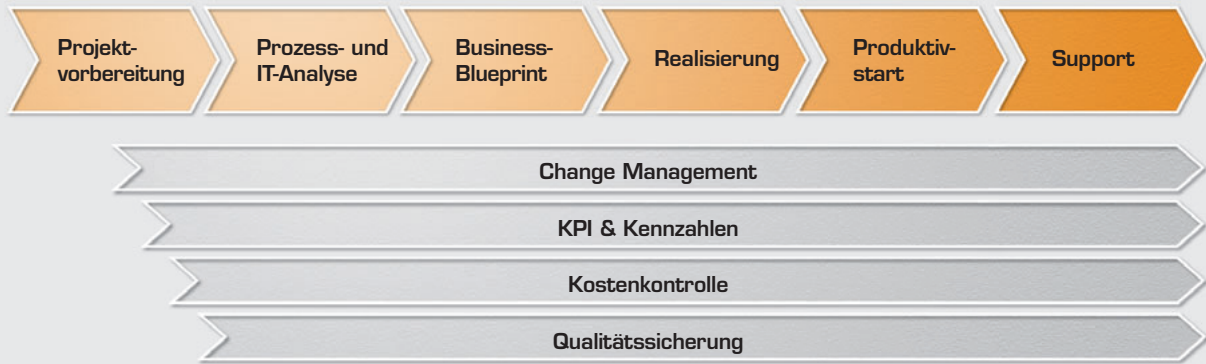 Projekt-
vorbereitung
Prozess- und
IT-Analyse
Business-
Blueprint
Realisierung
Produktiv-
start
Support
Change Management
KPI & Kennzahlen
Kostenkontrolle
Qualitätssicherung